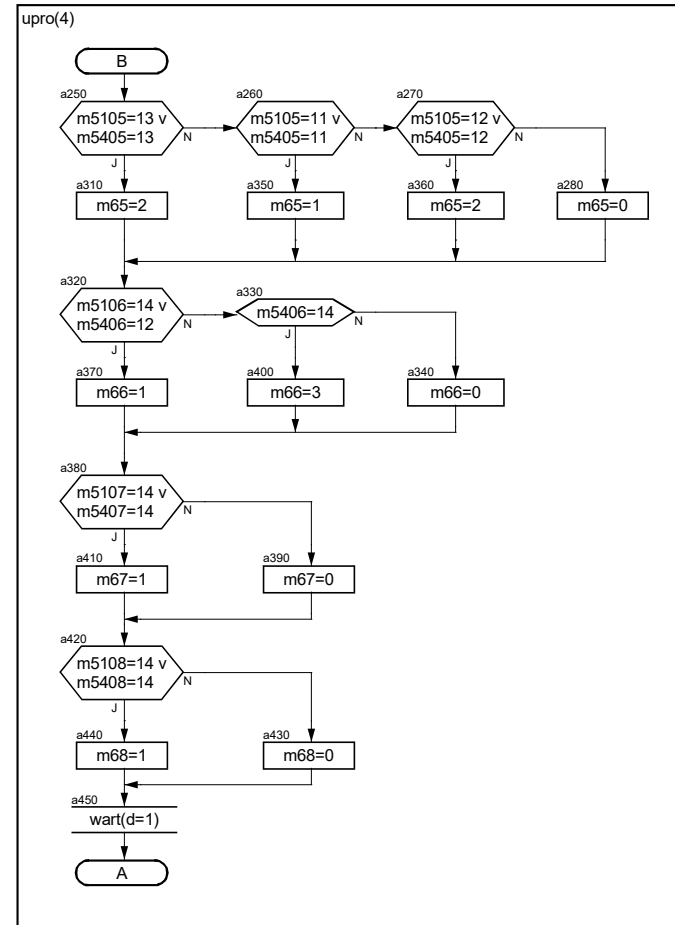 upro(4)
B
a250
m5105=13 v
m5405=13
N
J
a260
m5105=11 v
m5405=11
N
J
a270
m5105=12 v
m5405=12
N
J
a310
m65=2
a350
m65=1
a360
m65=2
a280
m65=0
a320
m5106=14 v
m5406=12
N
J
a330
m5406=14
N
J
a370
m66=1
a400
m66=3
a340
m66=0
a380
m5107=14 v
m5407=14
N
J
a410
m67=1
a390
m67=0
a420
m5108=14 v
m5408=14
N
J
a440
m68=1
a430
m68=0
a450
wart(d=1)
A